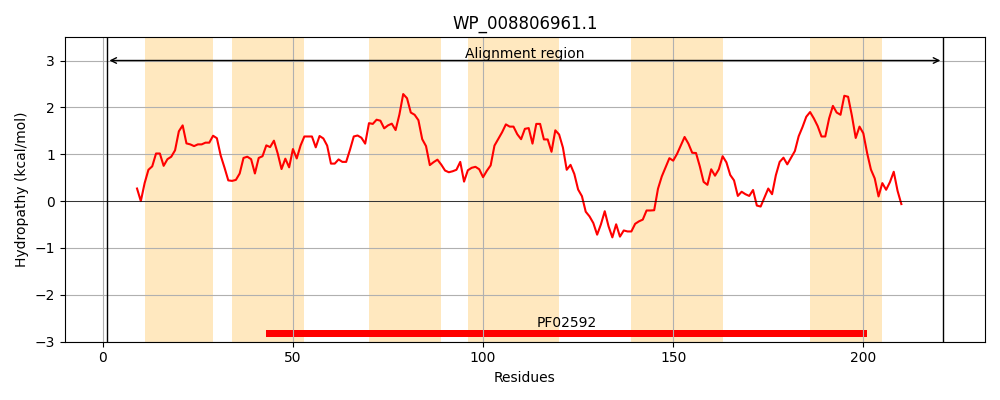 WP_008806961.1
Alignment region
3
2
1
0
−1
−2
−3
Hydropathy (kcal/mol)
PF02592
0 50 100 150 200
Residues